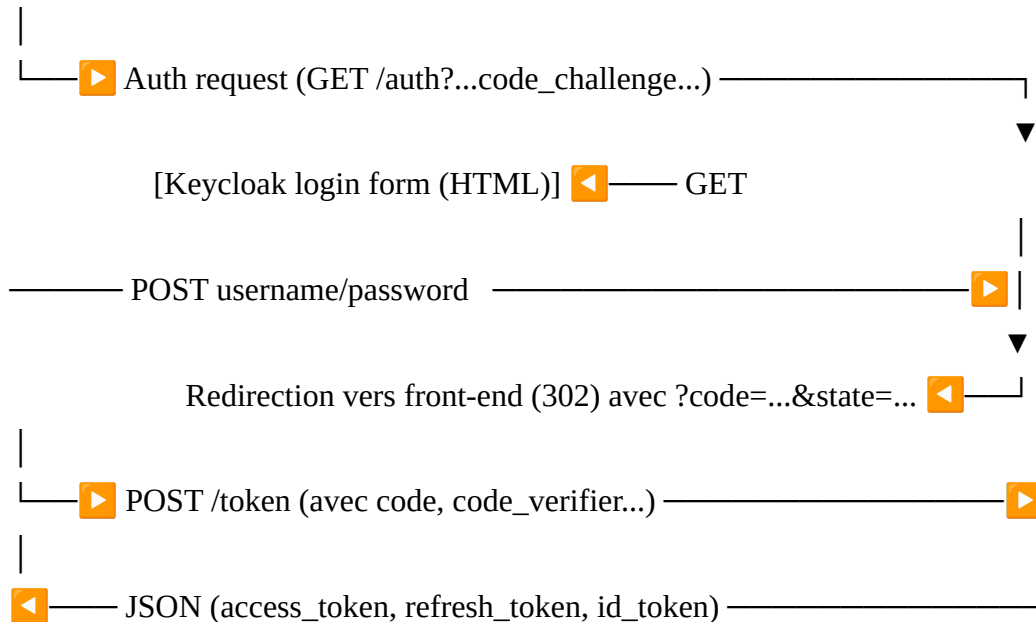 Auth request (GET /auth?...code_challenge...)
[Keycloak login form (HTML)] GET
POST username/password
Redirection vers front-end (302) avec ?code=...&state=...
POST /token (avec code, code_verifier...)
JSON (access_token, refresh_token, id_token)